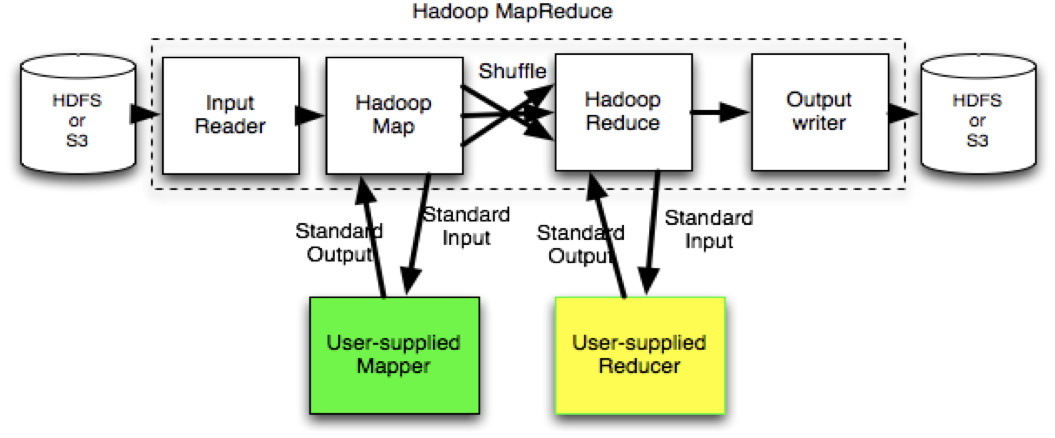 Hadoop MapReduce
HDFS
or
S3
Input
Reader
Hadoop
Map
Shuffle
Hadoop
Reduce
Output
writer
HDFS
or
S3
Standard
Output
Standard
Input
Standard
Output
Standard
Input
User-supplied
Mapper
User-supplied
Reducer